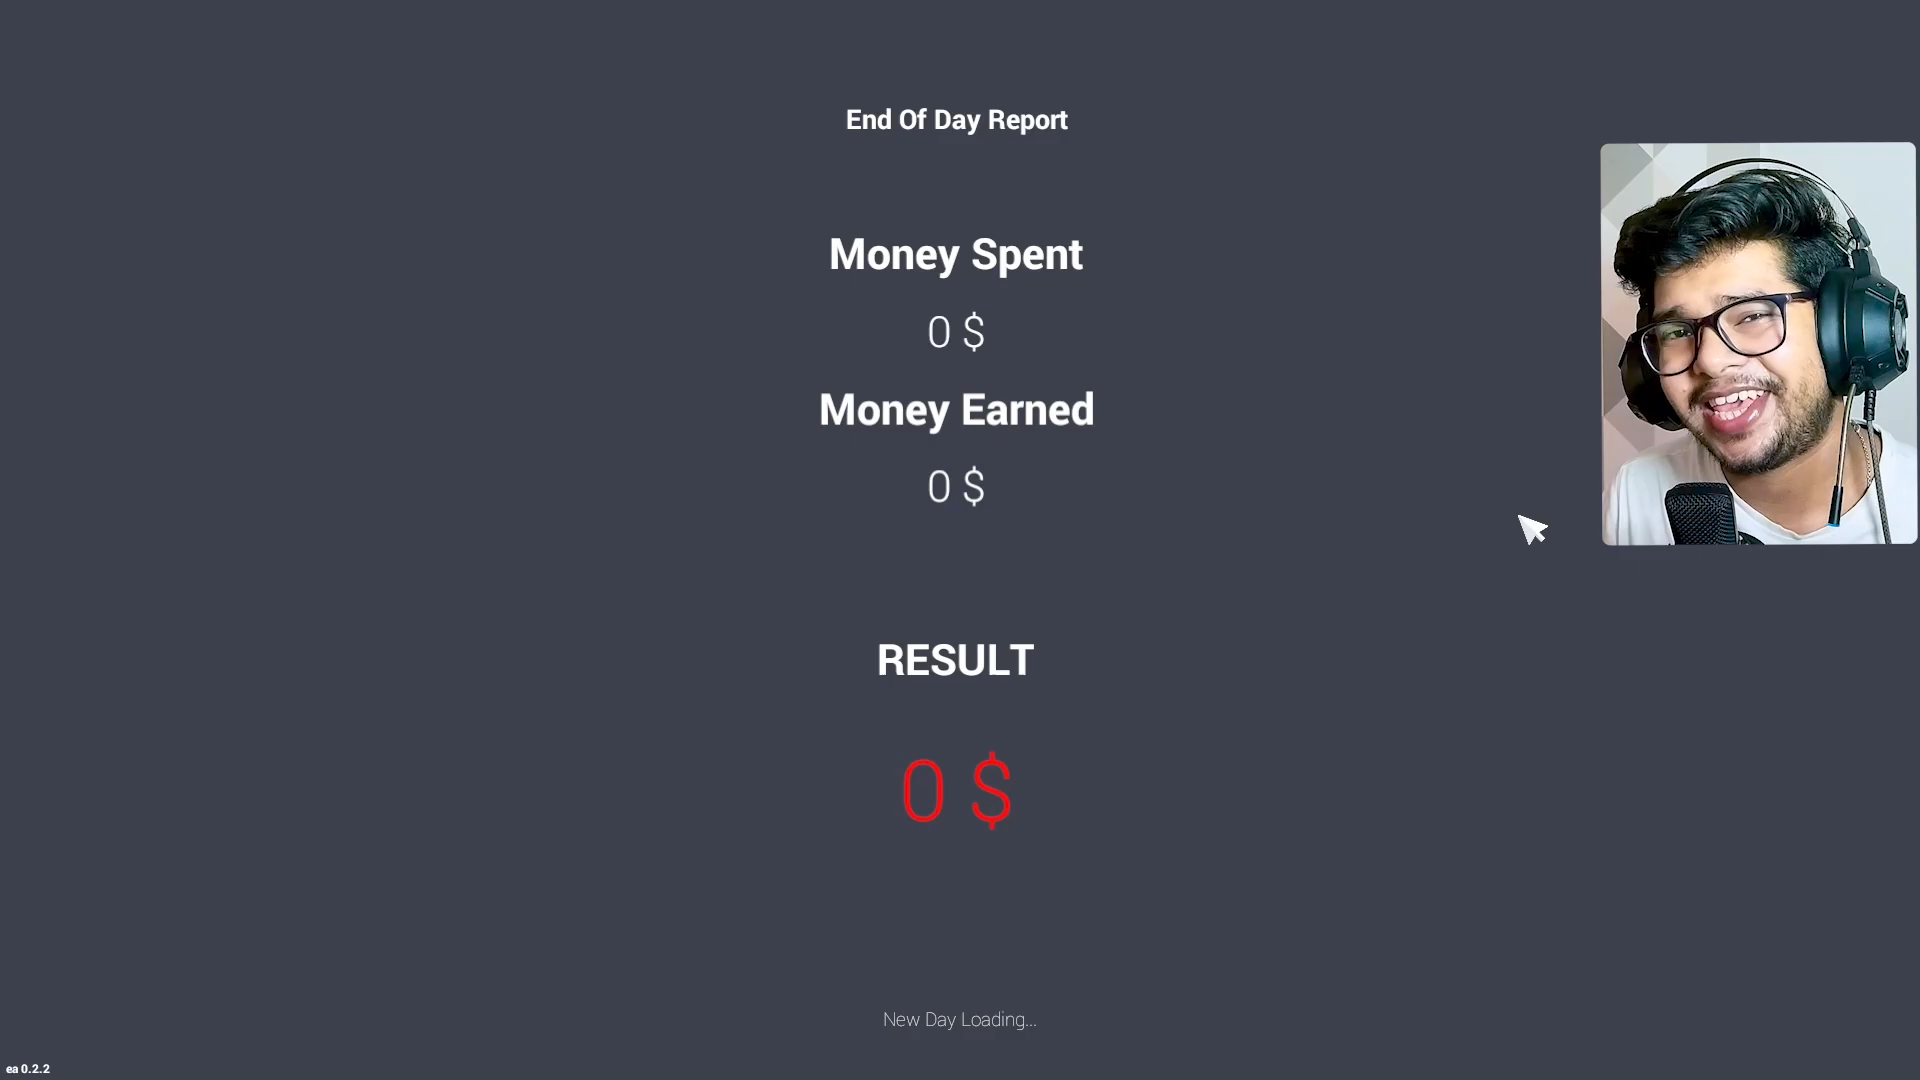 End Of Day Report
Money Spent
0 $
Money Earned
0 $
RESULT
0 $
New Day Loading...
ea 0.2.2